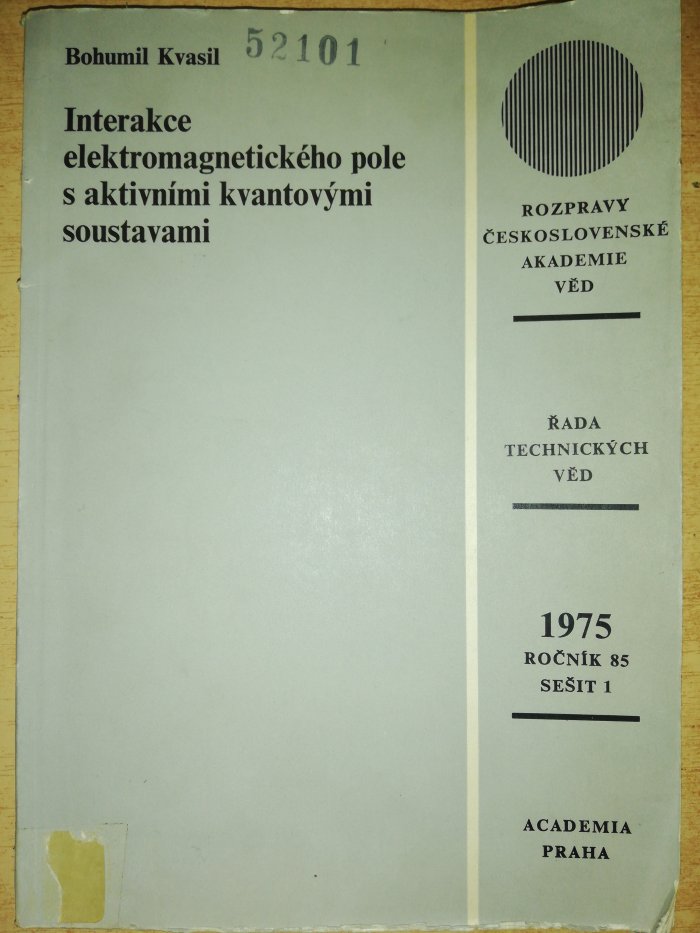 Bohumil Kvasil
52101
Interakce
elektromagnetického pole
s aktivními kvantovými
soustavami
ROZPRAVY
ČESKOSLOVENSKÉ
AKADEMIE
VĚD
ŘADA
TECHNICKÝCH
VĚD
1975
ROČNÍK 85
SEŠIT 1
ACADEMIA
PRAHA